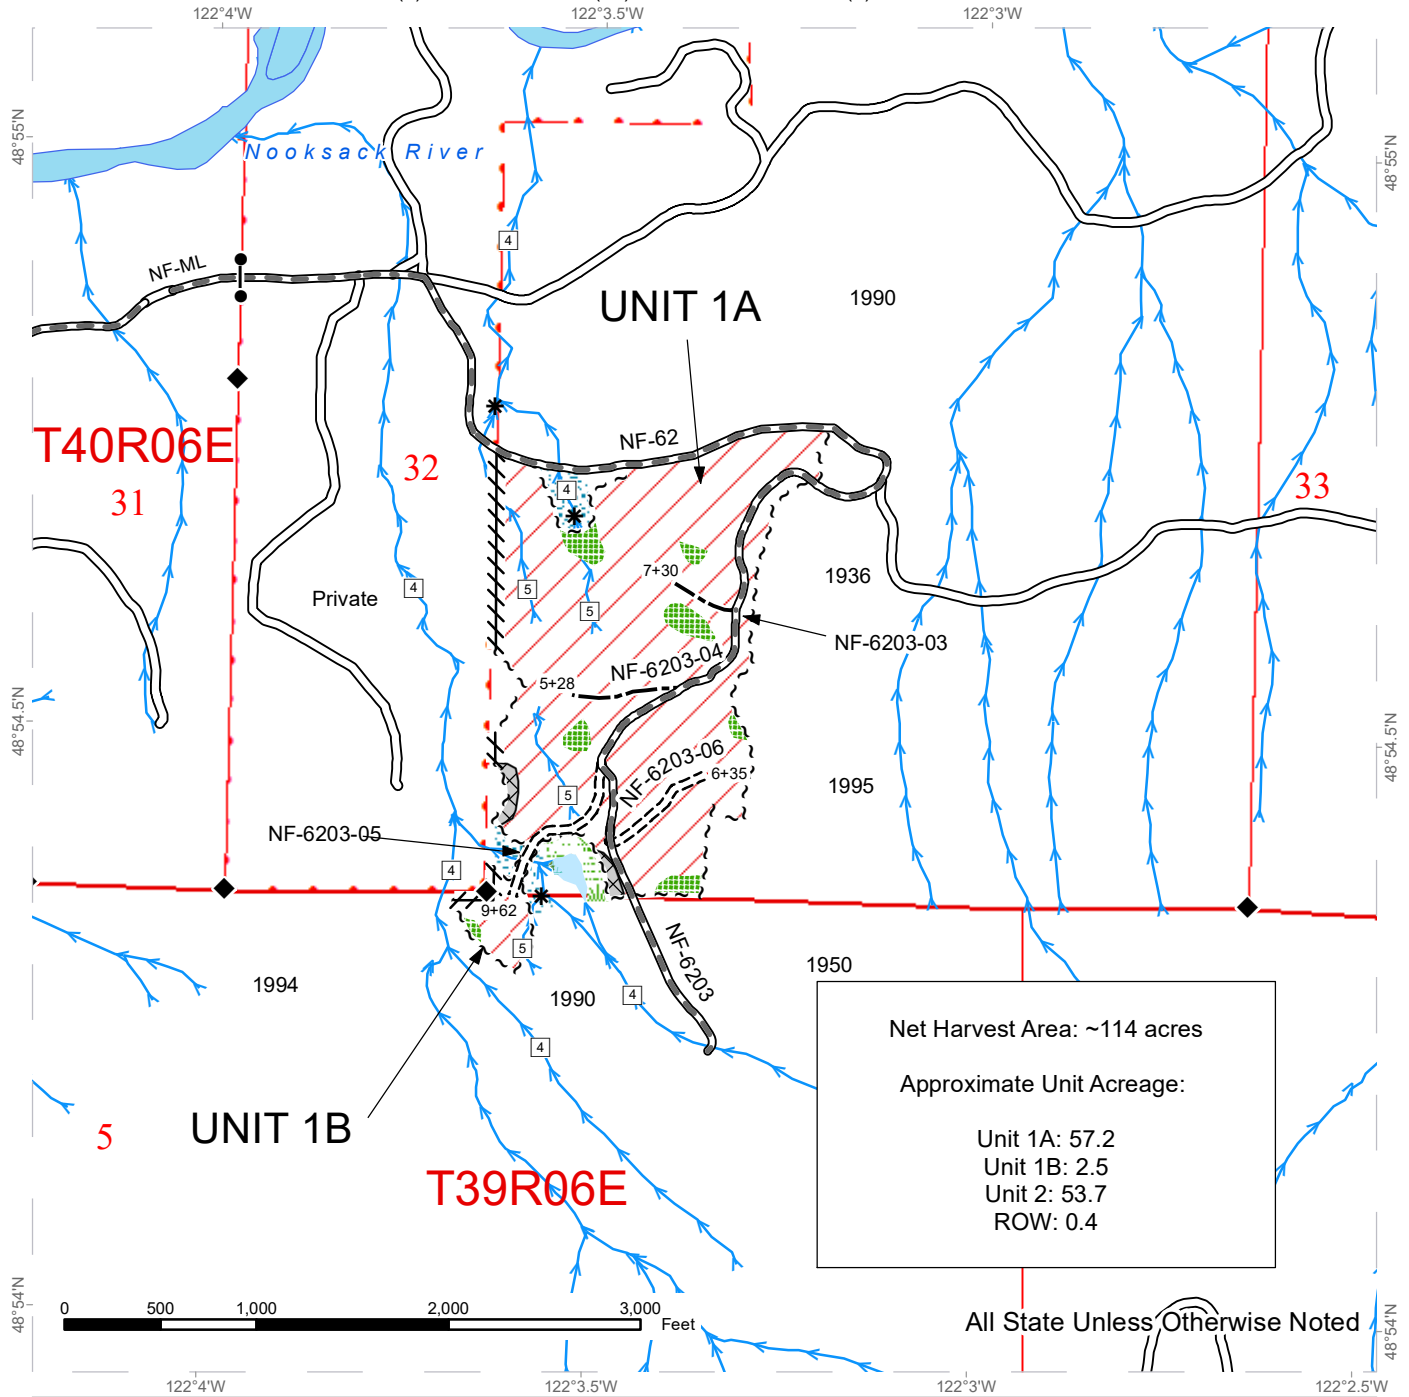 122°4'W
122°3.5'W
122°3'W
48°55'N
48°55'N
Nooksack River
4
NF-ML
UNIT 1A
1990
T40R06E
31
32
NF-62
33
4
7+30
1936
Private
4
5
5
NF-6203-03
NF-6203-04
5+28
48°54.5'N
48°54.5'N
NF-6203-06
6+35
1995
5
NF-6203-05
4
9+62
5
NF-6203
1994
1990
1950
4
4
Net Harvest Area: ~114 acres
Approximate Unit Acreage:
Unit 1A: 57.2
Unit 1B: 2.5
Unit 2: 53.7
ROW: 0.4
5
UNIT 1B
T39R06E
48°54'N
48°54'N
0 500 1,000 2,000 3,000
Feet
All State Unless Otherwise Noted
122°4'W
122°3.5'W
122°3'W
122°2.5'W